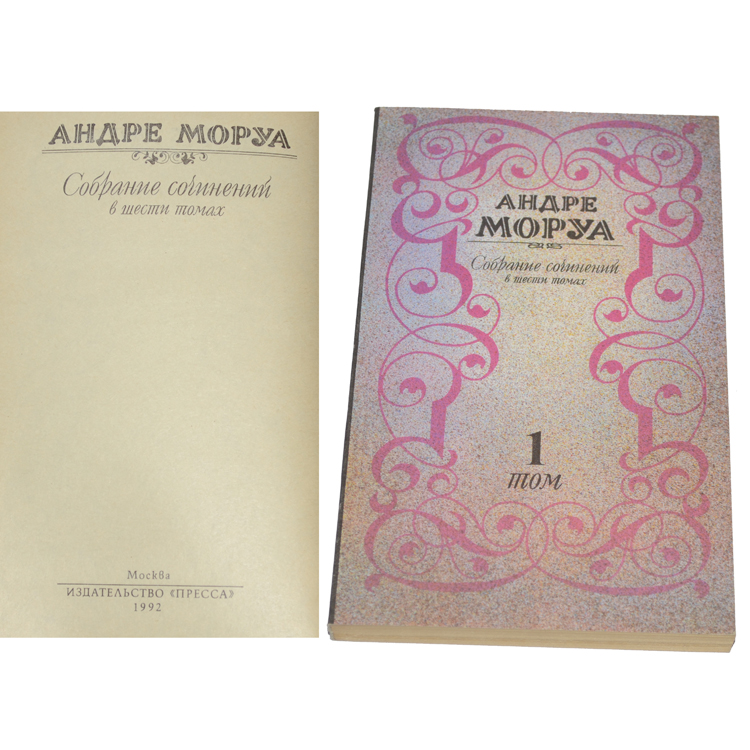 АНДРЕ МОРУА
Собрание сочинений
в шести томах
Москва
ИЗДАТЕЛЬСТВО «ПРЕССА»
1992
АНДРЕ
МОРУА
Собрание сочинений
в шести томах
1
том